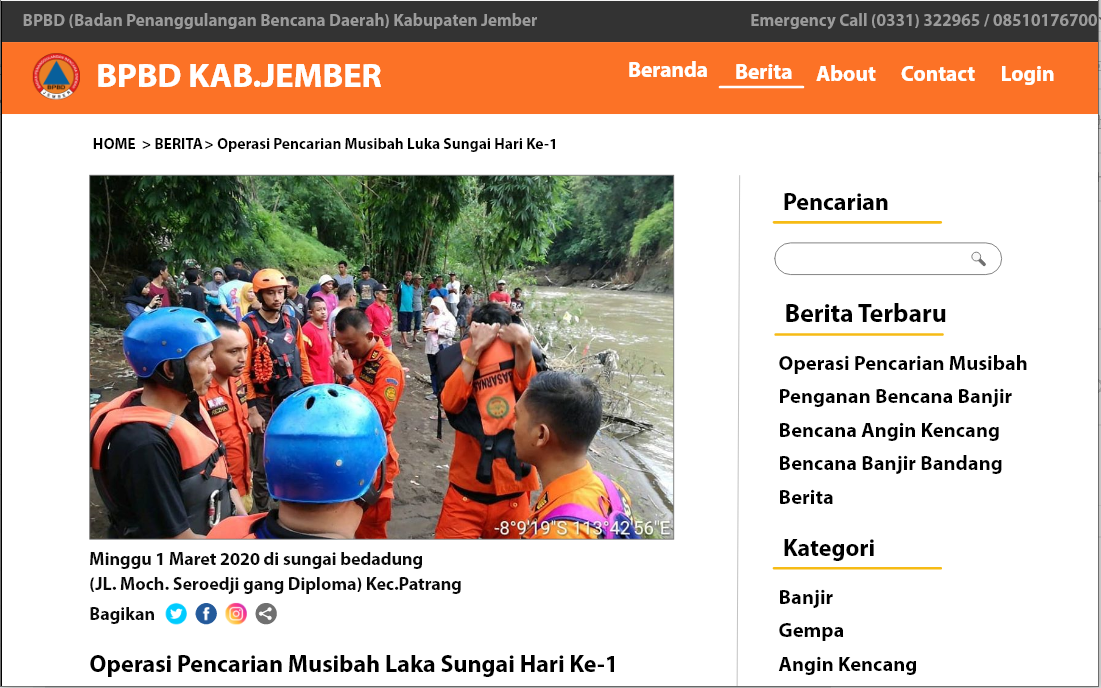 BPBD (Badan Penanggulangan Bencana Daerah) Kabupaten Jember
Emergency Call (0331) 322965 / 08510176700
BPBD
JEMBER
BPBD KAB.JEMBER
Beranda Berita About Contact Login
HOME > BERITA > Operasi Pencarian Musibah Luka Sungai Hari Ke-1
BASARNAS
-8°9'19"S 113°42'56"E
Minggu 1 Maret 2020 di sungai bedadung
(JL. Moch. Seroedji gang Diploma) Kec.Patrang
Bagikan
Operasi Pencarian Musibah Laka Sungai Hari Ke-1
Pencarian
Berita Terbaru
Operasi Pencarian Musibah
Penganan Bencana Banjir
Bencana Angin Kencang
Bencana Banjir Bandang
Berita
Kategori
Banjir
Gempa
Angin Kencang